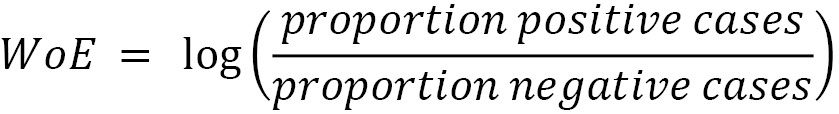 WoE = log(proportion positive cases / proportion negative cases)